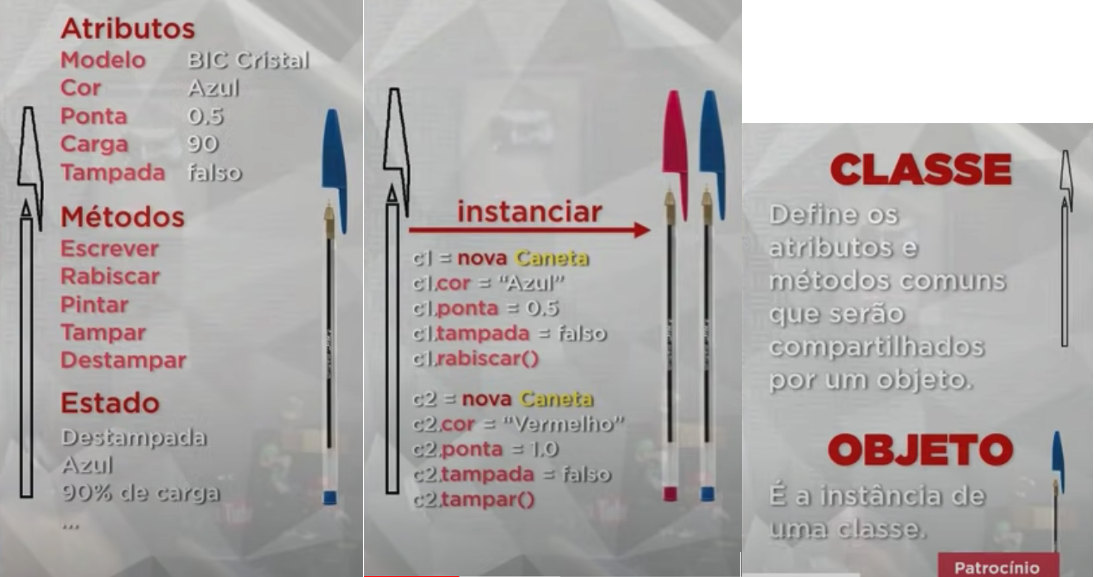 Atributos
Modelo BIC Cristal
Cor Azul
Ponta 0.5
Carga 90
Tampada falso
Métodos
Escrever
Rabiscar
Pintar
Tampar
Destampar
Estado
Destampada
Azul
90% de carga
...
instanciar
c1 = nova Caneta
c1.cor = "Azul"
c1.ponta = 0.5
c1.tampada = falso
c1.rabiscar()
c2 = nova Caneta
c2.cor = "Vermelho"
c2.ponta = 1.0
c2.tampada = falso
c2.tampar()
CLASSE
Define os
atributos e
métodos comuns
que serão
compartilhados
por um objeto.
OBJETO
É a instância de
uma classe.
Patrocínio